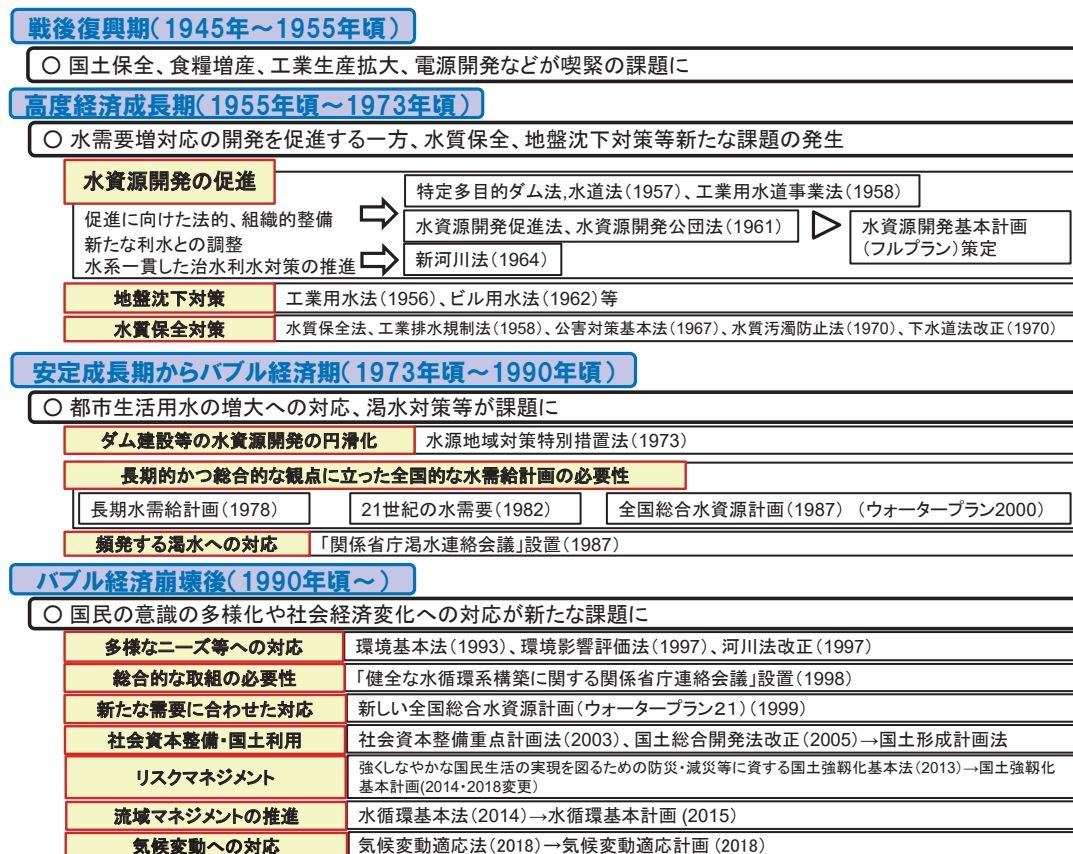 戦後復興期(1945年～1955年頃)
○ 国土保全、食糧増産、工業生産拡大、電源開発などが喫緊の課題に
高度経済成長期(1955年頃～1973年頃)
○ 水需要増対応の開発を促進する一方、水質保全、地盤沈下対策等新たな課題の発生
水資源開発の促進
促進に向けた法的、組織的整備
新たな利水との調整
水系一貫した治水利水対策の推進
特定多目的ダム法,水道法(1957)、工業用水道事業法(1958)
水資源開発促進法、水資源開発公団法(1961)
新河川法(1964)
水資源開発基本計画
(フルプラン)策定
地盤沈下対策 工業用水法(1956)、ビル用水法(1962)等
水質保全対策 水質保全法、工業排水規制法(1958)、公害対策基本法(1967)、水質汚濁防止法(1970)、下水道法改正(1970)
安定成長期からバブル経済期(1973年頃～1990年頃)
○ 都市生活用水の増大への対応、渇水対策等が課題に
ダム建設等の水資源開発の円滑化 水源地域対策特別措置法(1973)
長期的かつ総合的な観点に立った全国的な水需給計画の必要性
長期水需給計画(1978) 21世紀の水需要(1982) 全国総合水資源計画(1987) (ウォータープラン2000)
頻発する渇水への対応 「関係省庁渇水連絡会議」設置(1987)
バブル経済崩壊後(1990年頃～)
○ 国民の意識の多様化や社会経済変化への対応が新たな課題に
多様なニーズ等への対応 環境基本法(1993)、環境影響評価法(1997)、河川法改正(1997)
総合的な取組の必要性 「健全な水循環系構築に関する関係省庁連絡会議」設置(1998)
新たな需要に合わせた対応 新しい全国総合水資源計画(ウォータープラン21)(1999)
社会資本整備・国土利用 社会資本整備重点計画法(2003)、国土総合開発法改正(2005)→国土形成計画法
リスクマネジメント 強くしなやかな国民生活の実現を図るための防災・減災等に資する国土強靱化基本法(2013)→国土強靱化
基本計画(2014・2018変更)
流域マネジメントの推進 水循環基本法(2014)→水循環基本計画 (2015)
気候変動への対応 気候変動適応法(2018)→気候変動適応計画 (2018)